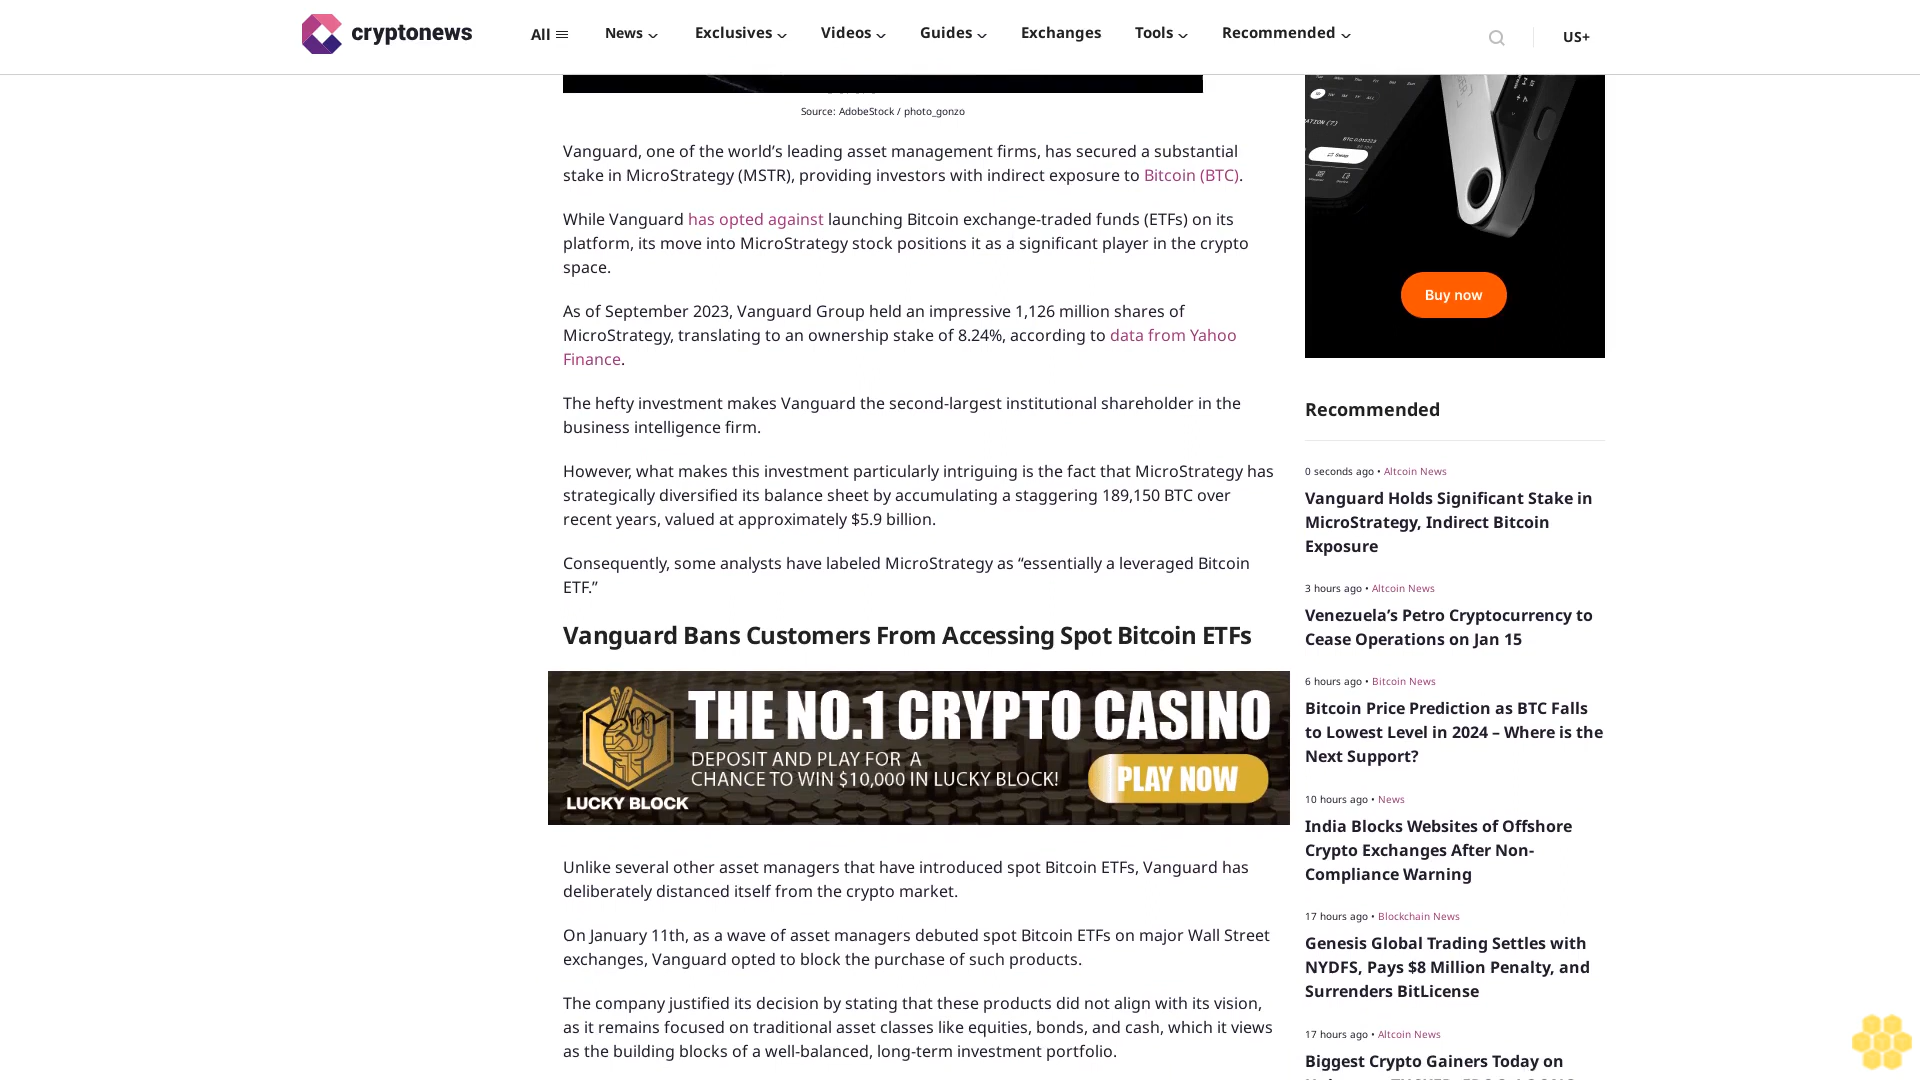 cryptonews
All
News
Exclusives
Videos
Guides
Exchanges
Tools
Recommended
US+
Source: AdobeStock / photo_gonzo
Vanguard, one of the world’s leading asset management firms, has secured a substantial
stake in MicroStrategy (MSTR), providing investors with indirect exposure to Bitcoin (BTC).
While Vanguard has opted against launching Bitcoin exchange-traded funds (ETFs) on its
platform, its move into MicroStrategy stock positions it as a significant player in the crypto
space.
As of September 2023, Vanguard Group held an impressive 1,126 million shares of
MicroStrategy, translating to an ownership stake of 8.24%, according to data from Yahoo
Finance.
The hefty investment makes Vanguard the second-largest institutional shareholder in the
business intelligence firm.
However, what makes this investment particularly intriguing is the fact that MicroStrategy has
strategically diversified its balance sheet by accumulating a staggering 189,150 BTC over
recent years, valued at approximately $5.9 billion.
Consequently, some analysts have labeled MicroStrategy as “essentially a leveraged Bitcoin
ETF.”
Vanguard Bans Customers From Accessing Spot Bitcoin ETFs
THE NO.1 CRYPTO CASINO
DEPOSIT AND PLAY FOR A
CHANCE TO WIN $10,000 IN LUCKY BLOCK!
PLAY NOW
LUCKY BLOCK
Unlike several other asset managers that have introduced spot Bitcoin ETFs, Vanguard has
deliberately distanced itself from the crypto market.
On January 11th, as a wave of asset managers debuted spot Bitcoin ETFs on major Wall Street
exchanges, Vanguard opted to block the purchase of such products.
The company justified its decision by stating that these products did not align with its vision,
as it remains focused on traditional asset classes like equities, bonds, and cash, which it views
as the building blocks of a well-balanced, long-term investment portfolio.
Swap
Buy now
Recommended
0 seconds ago • Altcoin News
Vanguard Holds Significant Stake in
MicroStrategy, Indirect Bitcoin
Exposure
3 hours ago • Altcoin News
Venezuela’s Petro Cryptocurrency to
Cease Operations on Jan 15
6 hours ago • Bitcoin News
Bitcoin Price Prediction as BTC Falls
to Lowest Level in 2024 – Where is the
Next Support?
10 hours ago • News
India Blocks Websites of Offshore
Crypto Exchanges After Non-
Compliance Warning
17 hours ago • Blockchain News
Genesis Global Trading Settles with
NYDFS, Pays $8 Million Penalty, and
Surrenders BitLicense
17 hours ago • Altcoin News
Biggest Crypto Gainers Today on